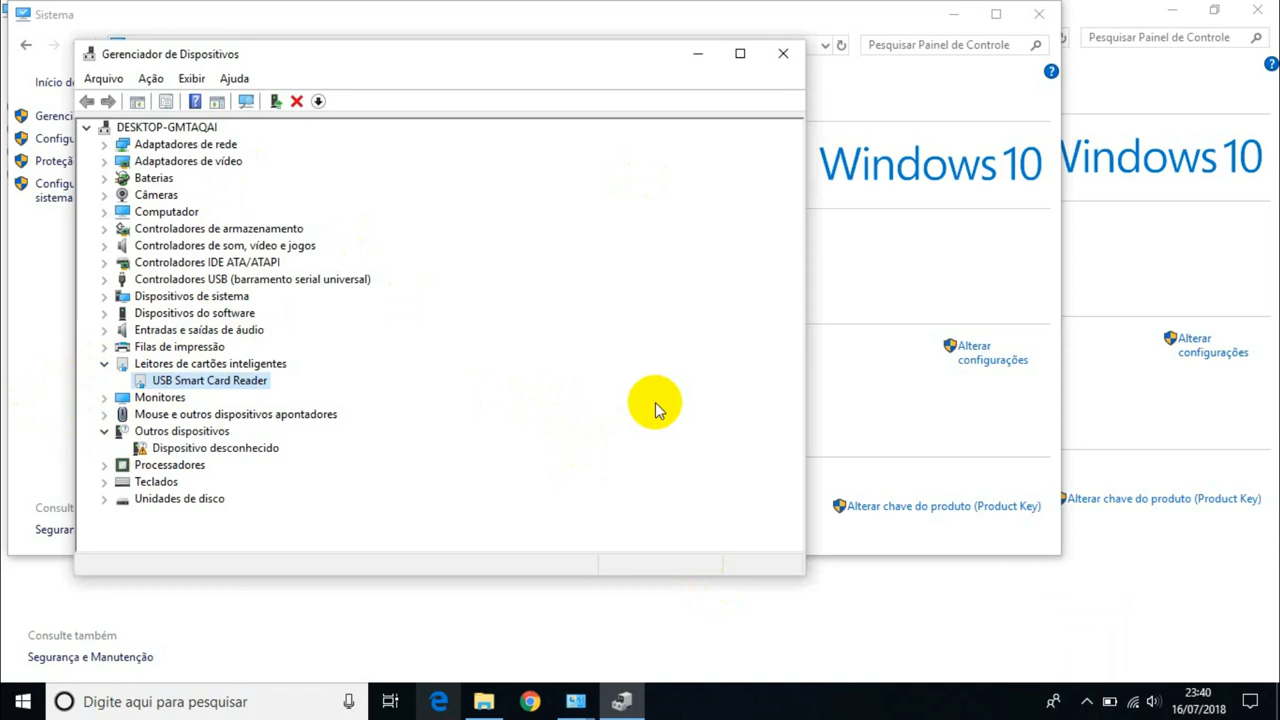 Sistema
Pesquisar Painel de Controle
Pesquisar Painel de Controle
Gerenciador de Dispositivos
Arquivo Ação Exibir Ajuda
Início d
Gerenci
Configu
Proteçã
Configu
sistema
DESKTOP-GMTAQAI
Adaptadores de rede
Adaptadores de vídeo
Baterias
Câmeras
Computador
Controladores de armazenamento
Controladores de som, vídeo e jogos
Controladores IDE ATA/ATAPI
Controladores USB (barramento serial universal)
Dispositivos de sistema
Dispositivos do software
Entradas e saídas de áudio
Filas de impressão
Leitores de cartões inteligentes
USB Smart Card Reader
Monitores
Mouse e outros dispositivos apontadores
Outros dispositivos
Dispositivo desconhecido
Processadores
Teclados
Unidades de disco
Windows 10
Windows 10
Alterar
configurações
Alterar
configurações
Alterar chave do produto (Product Key)
Alterar chave do produto (Product Key)
Consult
Seguran
Consulte também
Segurança e Manutenção
Digite aqui para pesquisar
23:40
16/07/2018